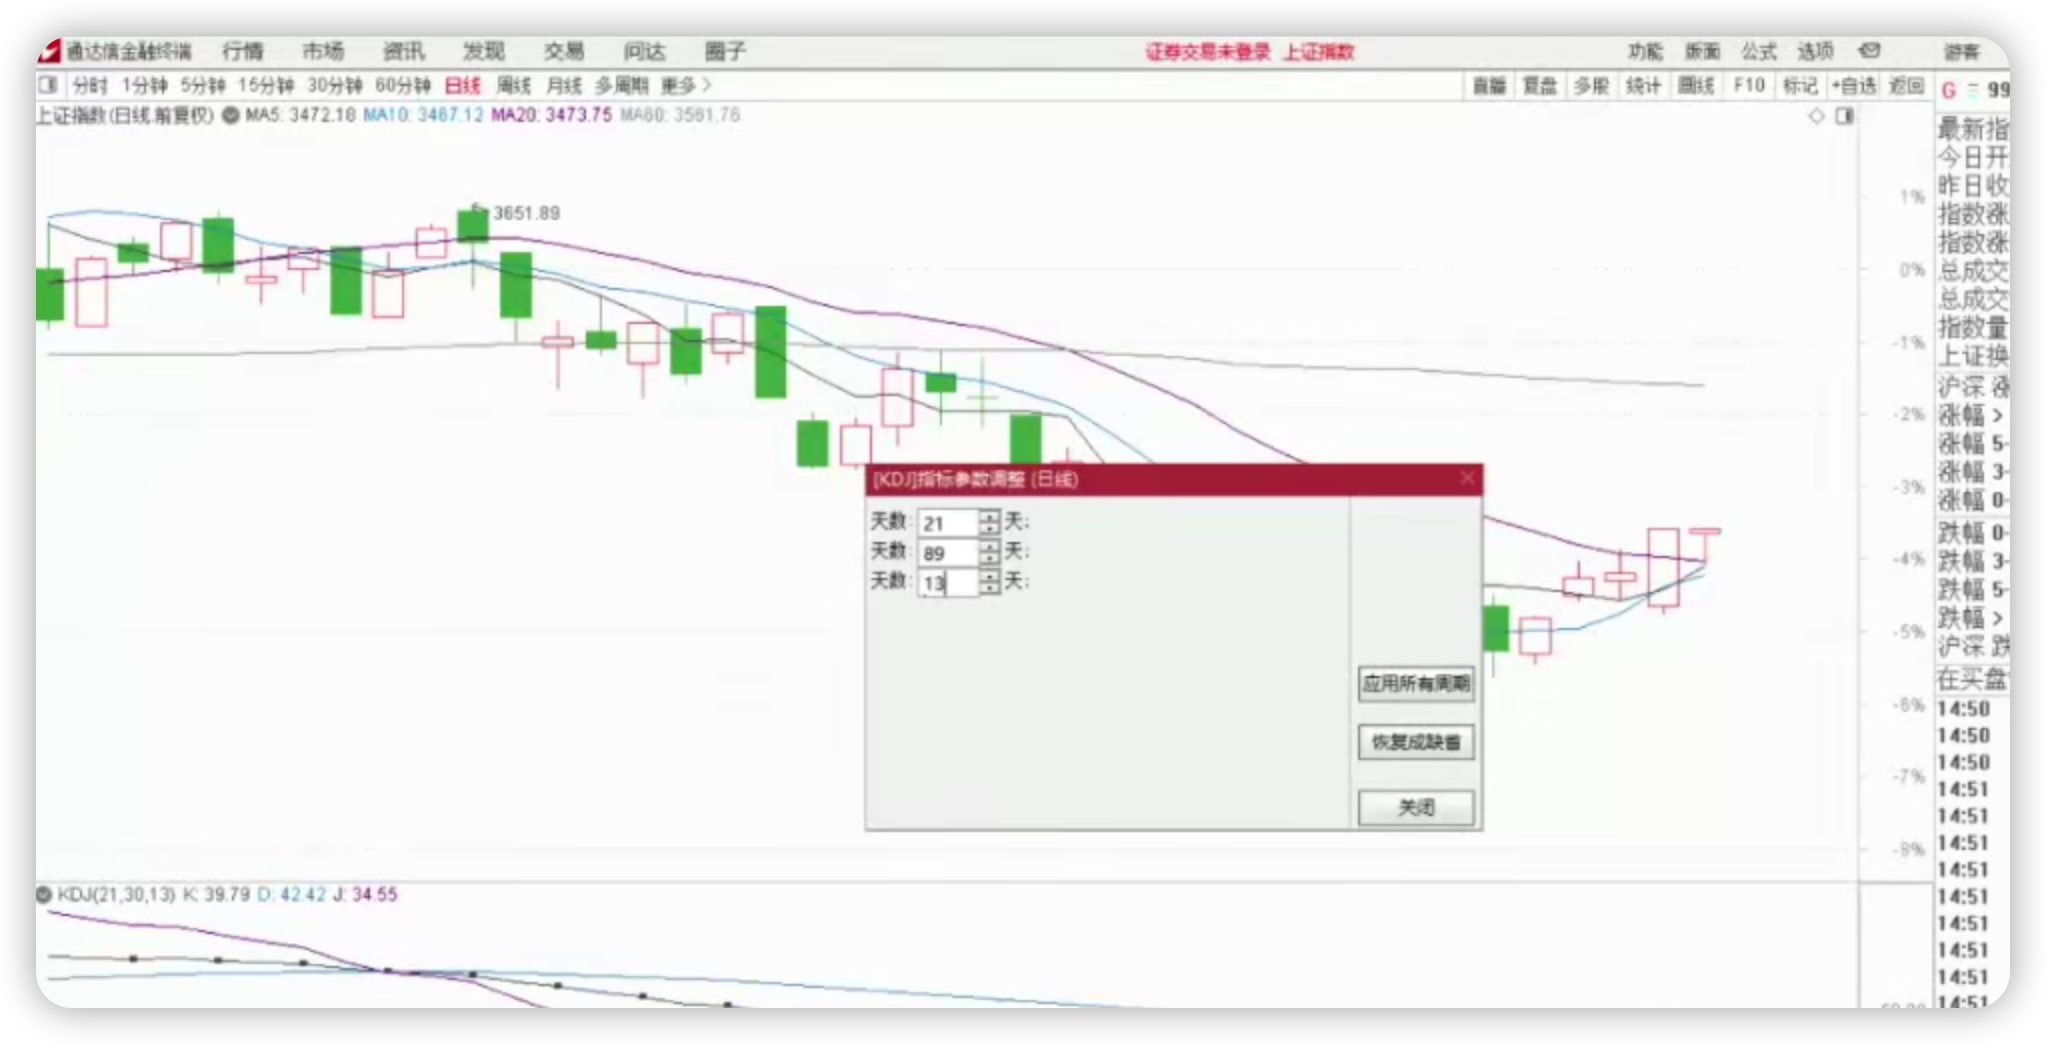 通达信金融终端 行情 市场 资讯 发现 交易 问达 圈子 证券交易未登录 上证指数 功能 版面 公式 选项 游客
分时 1分钟 5分钟 15分钟 30分钟 60分钟 日线 周线 月线 多周期 更多> 直播 复盘 多股 统计 画线 F10 标记 +自选 返回 G 99
上证指数(日线.前复权) MA5: 3472.18 MA10: 3467.12 MA20: 3473.75 MA60: 3561.76
最新指
今日开
昨日收
1%
指数涨
3651.89
指数涨
0%
总成交
总成交
指数量
-1%
上证换
沪深 涨
涨幅 >
-2%
涨幅 5-
涨幅 3-
-3%
涨幅 0-
跌幅 0-
-4%
跌幅 3-
跌幅 5-
跌幅 >
-5%
沪深 跌
在买盘
-6%
-7%
-8%
[KDJ]指标参数调整 (日线)
天数: 21 天;
天数: 89 天;
天数: 13 天;
应用所有周期
恢复成缺省
关闭
14:50
14:50
14:50
14:51
14:51
14:51
14:51
14:51
14:51
14:51
14:51
14:51
KDJ(21,30,13) K: 39.79 D: 42.42 J: 34.55